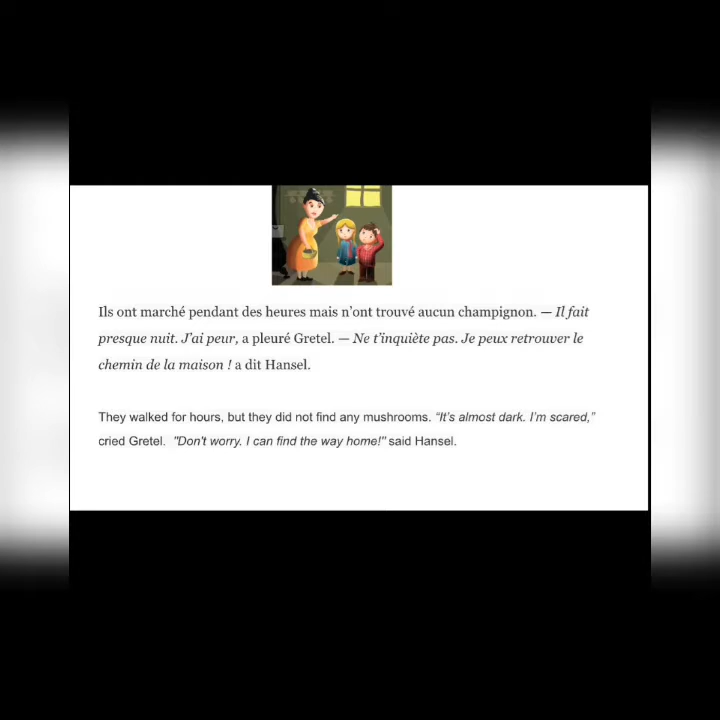 Ils ont marché pendant des heures mais n'ont trouvé aucun champignon. — Il fait
presque nuit. J'ai peur, a pleuré Gretel. — Ne t'inquiète pas. Je peux retrouver le
chemin de la maison ! a dit Hansel.
They walked for hours, but they did not find any mushrooms. “It’s almost dark. I’m scared,”
cried Gretel.  "Don't worry. I can find the way home!" said Hansel.